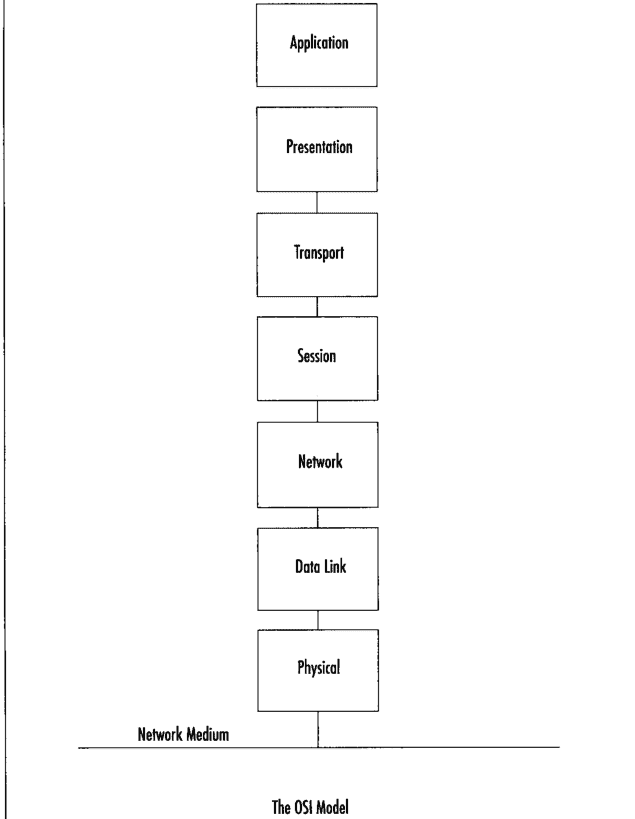 Application
Presentation
Transport
Session
Network
Data Link
Physical
Network Medium
The OSI Model